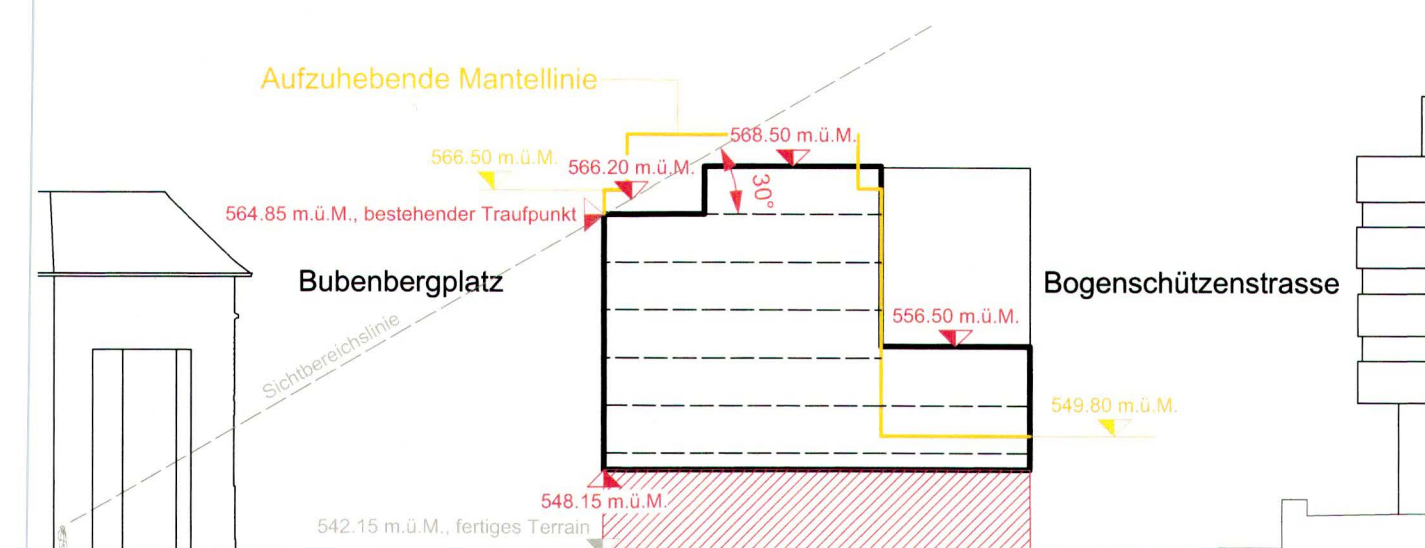 Aufzuhebende Mantellinie
568.50 m.ü.M.
566.50 m.ü.M.
566.20 m.ü.M.
30°
564.85 m.ü.M., bestehender Traufpunkt
Bubenbergplatz
Bogenschützenstrasse
556.50 m.ü.M.
Sichtbereichslinie
549.80 m.ü.M.
548.15 m.ü.M.
542.15 m.ü.M., fertiges Terrain